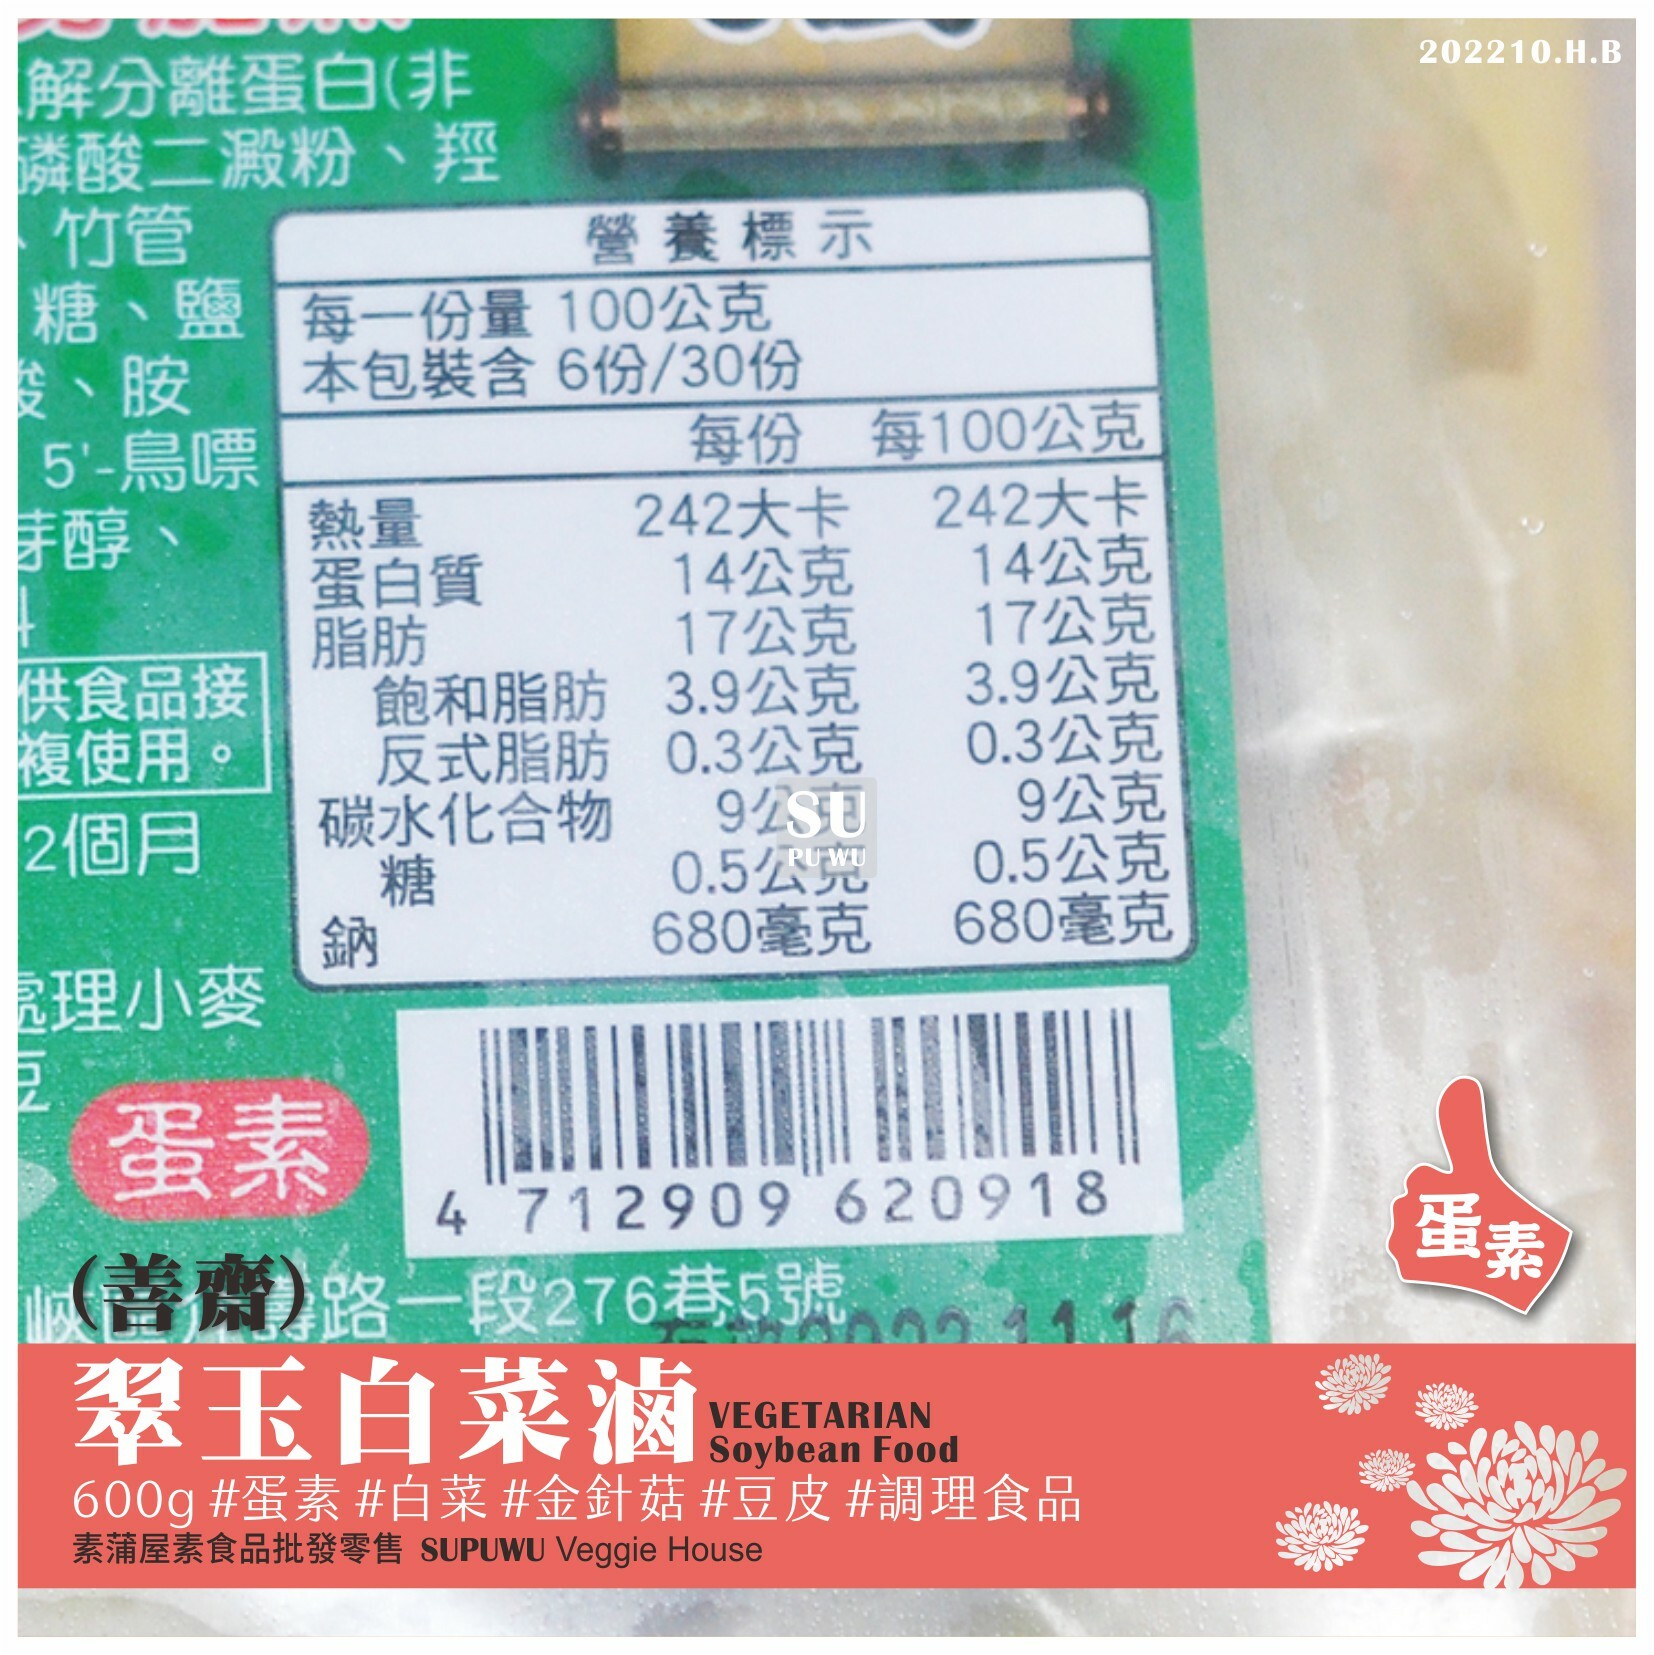 202210.H.B
解分離蛋白(非
磷酸二澱粉、羥
、竹管
糖、鹽
酸、胺
5'-鳥嘌
芽醇、
供食品接
複使用。
2個月
處理小麥
豆
蛋素
營養標示
每一份量 100公克
本包裝含 6份/30份
每份 每100公克
熱量 242大卡 242大卡
蛋白質 14公克 14公克
脂肪 17公克 17公克
飽和脂肪 3.9公克 3.9公克
反式脂肪 0.3公克 0.3公克
碳水化合物 9公克 9公克
糖 0.5公克 0.5公克
鈉 680毫克 680毫克
SU
PU WU
4 712909 620918
路一段276巷5號
蛋素
(善齋)
翠玉白菜滷
VEGETARIAN
Soybean Food
600g #蛋素 #白菜 #金針菇 #豆皮 #調理食品
素蒲屋素食品批發零售 SUPUWU Veggie House